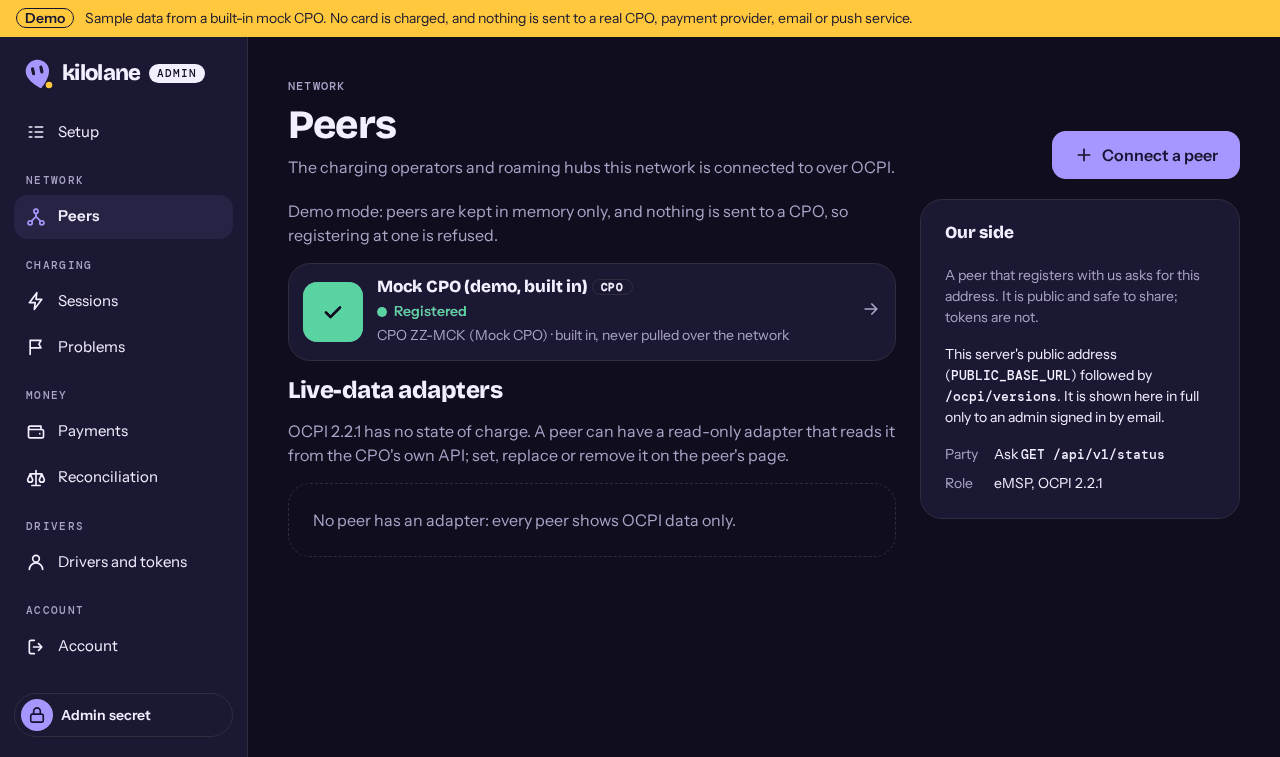 Demo Sample data from a built-in mock CPO. No card is charged, and nothing is sent to a real CPO, payment provider, email or push service.
kilolane ADMIN
Setup
NETWORK
Peers
CHARGING
Sessions
Problems
MONEY
Payments
Reconciliation
DRIVERS
Drivers and tokens
ACCOUNT
Account
Admin secret
NETWORK
Peers
The charging operators and roaming hubs this network is connected to over OCPI.
Connect a peer
Demo mode: peers are kept in memory only, and nothing is sent to a CPO, so
registering at one is refused.
Mock CPO (demo, built in) CPO
Registered
CPO ZZ-MCK (Mock CPO) · built in, never pulled over the network
Live-data adapters
OCPI 2.2.1 has no state of charge. A peer can have a read-only adapter that reads it
from the CPO's own API; set, replace or remove it on the peer's page.
No peer has an adapter: every peer shows OCPI data only.
Our side
A peer that registers with us asks for this
address. It is public and safe to share;
tokens are not.
This server's public address
(PUBLIC_BASE_URL) followed by
/ocpi/versions. It is shown here in full
only to an admin signed in by email.
Party Ask GET /api/v1/status
Role eMSP, OCPI 2.2.1